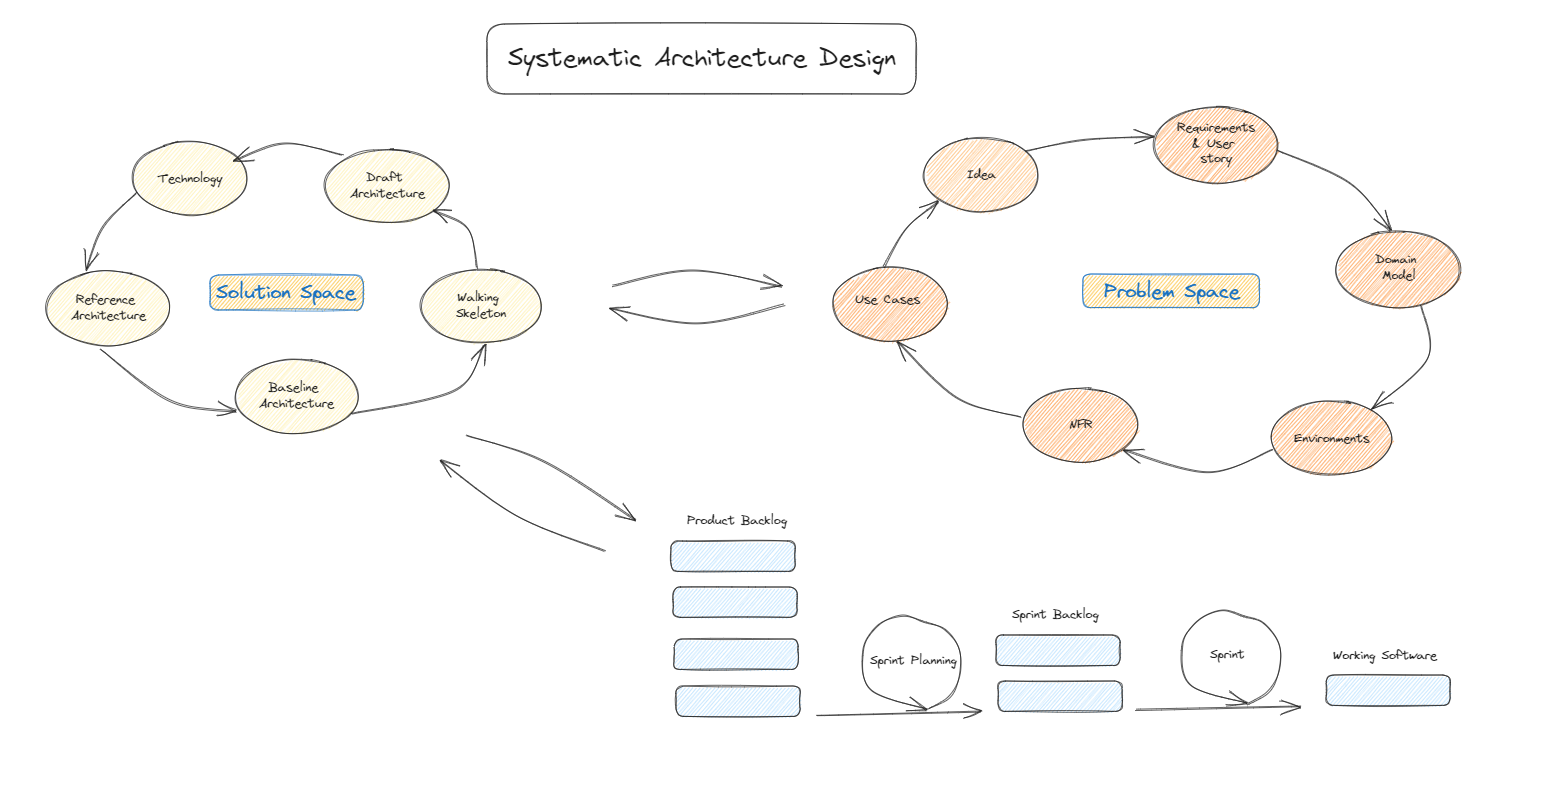 Systematic Architecture Design
Technology
Draft
Architecture
Reference
Architecture
Solution Space
Walking
Skeleton
Baseline
Architecture
Idea
Requirements
& User
story
Domain
Model
Use Cases
Problem Space
NFR
Environments
Product Backlog
Sprint Planning
Sprint Backlog
Sprint
Working Software